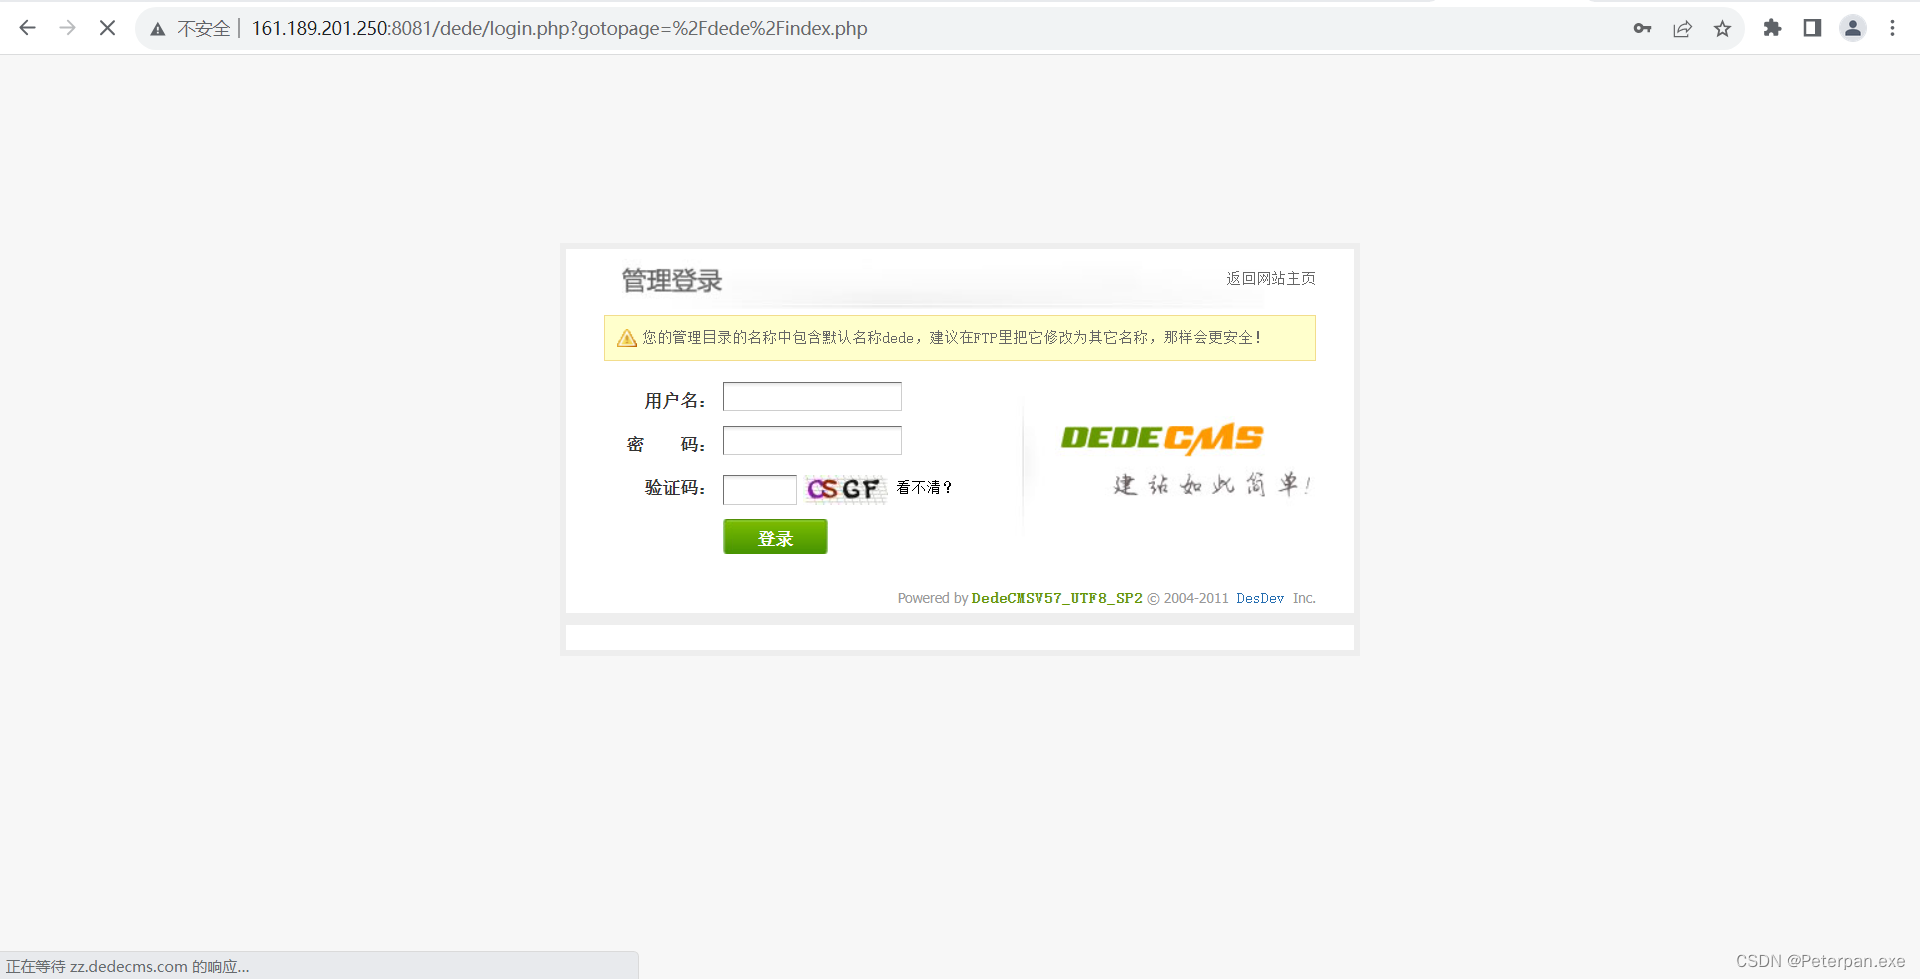 不安全 161.189.201.250:8081/dede/login.php?gotopage=%2Fdede%2Findex.php
管理登录
返回网站主页
您的管理目录的名称中包含默认名称dede，建议在FTP里把它修改为其它名称，那样会更安全！
用户名：
密 码：
DEDECMS
建站如此简单！
验证码： CSGF 看不清？
登录
Powered by DedeCMSV57_UTF8_SP2 © 2004-2011 DesDev Inc.
正在等待 zz.dedecms.com 的响应...
CSDN @Peterpan.exe